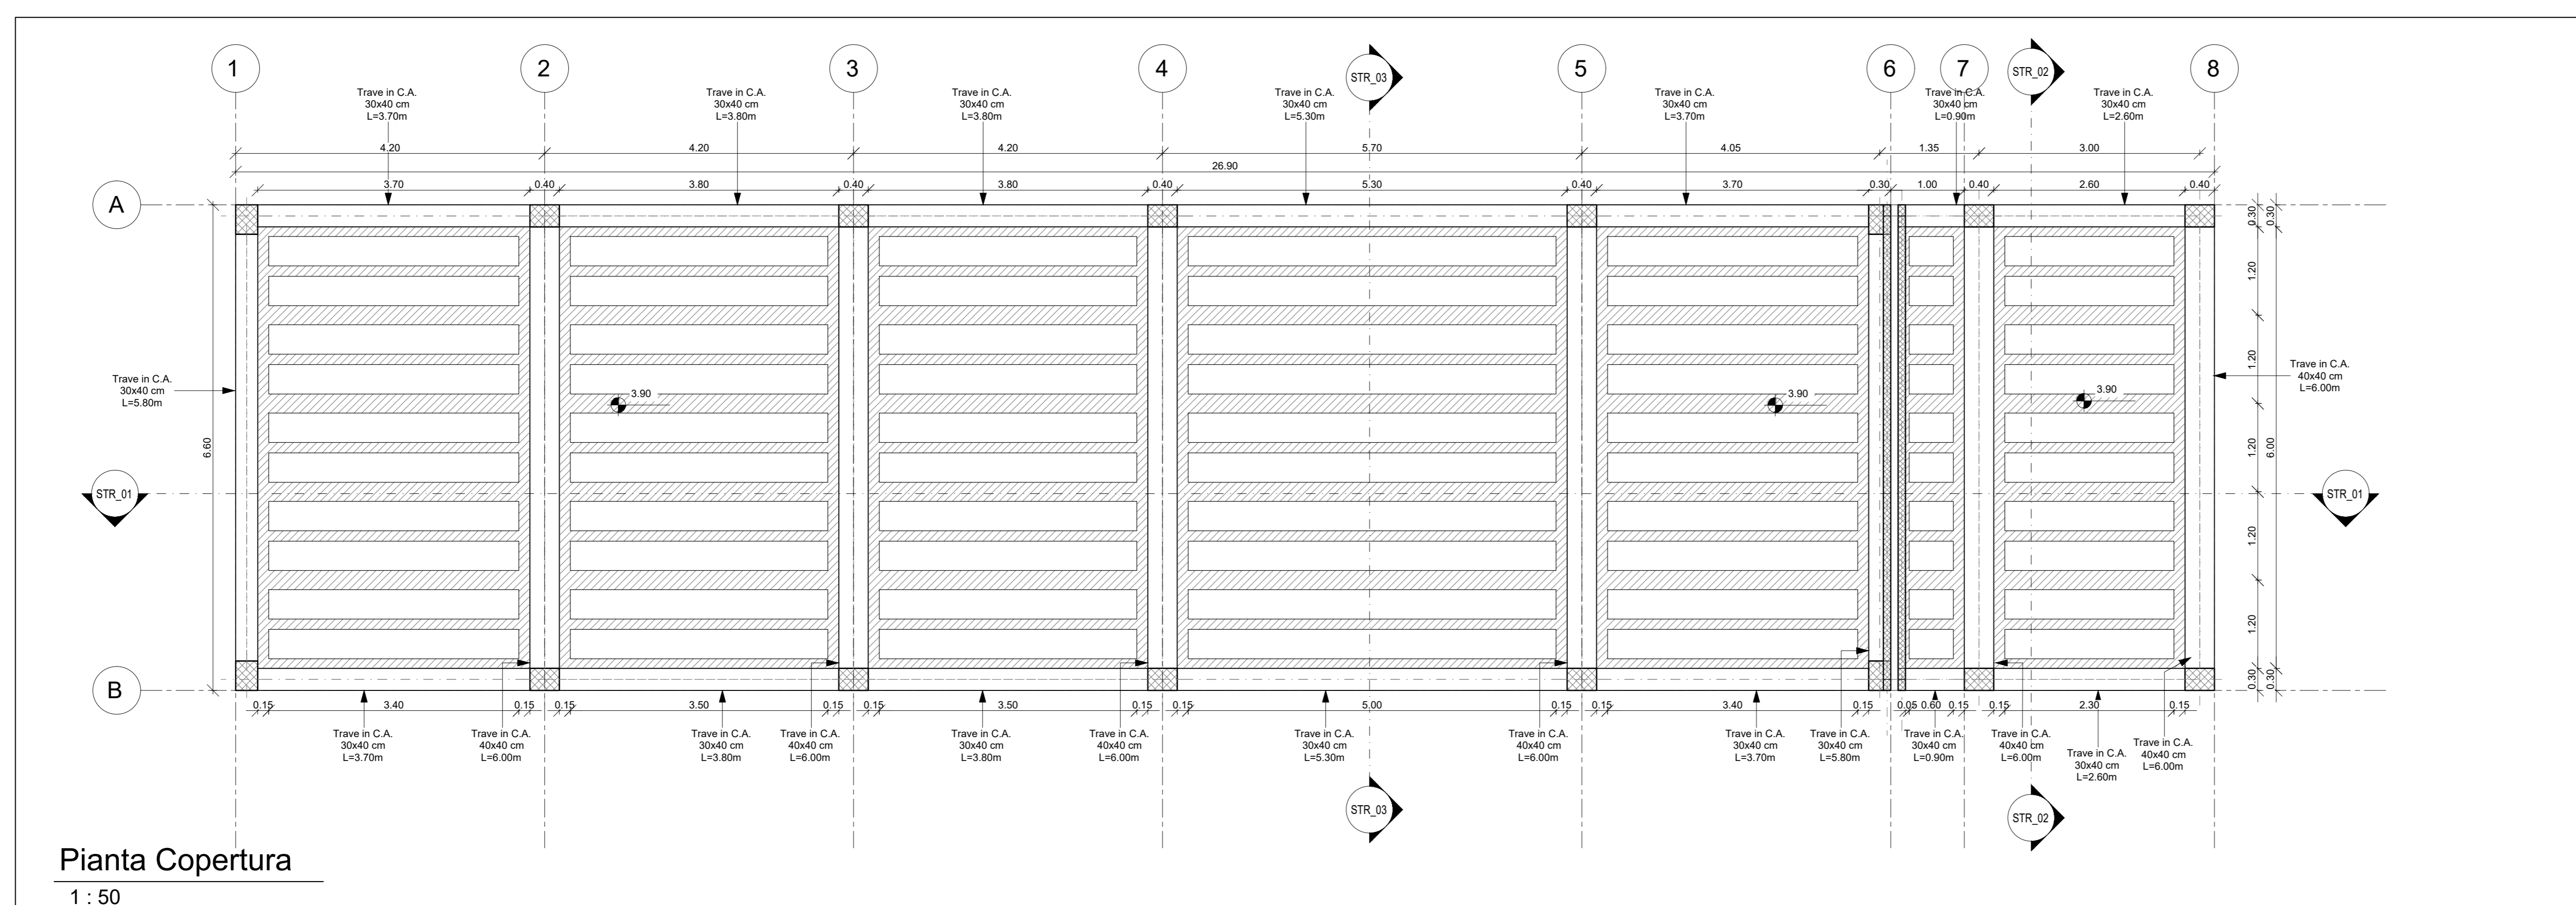 1
2
3
4
5
6
7
8
STR_03
STR_02
Trave in C.A.
30x40 cm
L=3.70m
Trave in C.A.
30x40 cm
L=3.80m
Trave in C.A.
30x40 cm
L=3.80m
Trave in C.A.
30x40 cm
L=5.30m
Trave in C.A.
30x40 cm
L=3.70m
Trave in C.A.
30x40 cm
L=0.90m
Trave in C.A.
30x40 cm
L=2.60m
4.20
4.20
4.20
5.70
4.05
1.35
3.00
26.90
3.70
0.40
3.80
0.40
3.80
0.40
5.30
0.40
3.70
0.30
1.00
0.40
2.60
0.40
A
0.30
0.30
1.20
1.20
1.20
1.20
1.20
6.00
0.30
0.30
Trave in C.A.
30x40 cm
L=5.80m
6.60
3.90
3.90
3.90
Trave in C.A.
40x40 cm
L=6.00m
STR_01
STR_01
B
0.15
3.40
0.15
0.15
3.50
0.15
0.15
3.50
0.15
0.15
5.00
0.15
0.15
3.40
0.15
0.05
0.60
0.15
0.15
2.30
0.15
Trave in C.A.
30x40 cm
L=3.70m
Trave in C.A.
40x40 cm
L=6.00m
Trave in C.A.
30x40 cm
L=3.80m
Trave in C.A.
40x40 cm
L=6.00m
Trave in C.A.
30x40 cm
L=3.80m
Trave in C.A.
40x40 cm
L=6.00m
Trave in C.A.
30x40 cm
L=5.30m
Trave in C.A.
40x40 cm
L=6.00m
Trave in C.A.
30x40 cm
L=3.70m
Trave in C.A.
30x40 cm
L=5.80m
Trave in C.A.
30x40 cm
L=0.90m
Trave in C.A.
40x40 cm
L=6.00m
Trave in C.A.
30x40 cm
L=2.60m
Trave in C.A.
40x40 cm
L=6.00m
STR_03
STR_02
Pianta Copertura
1 : 50